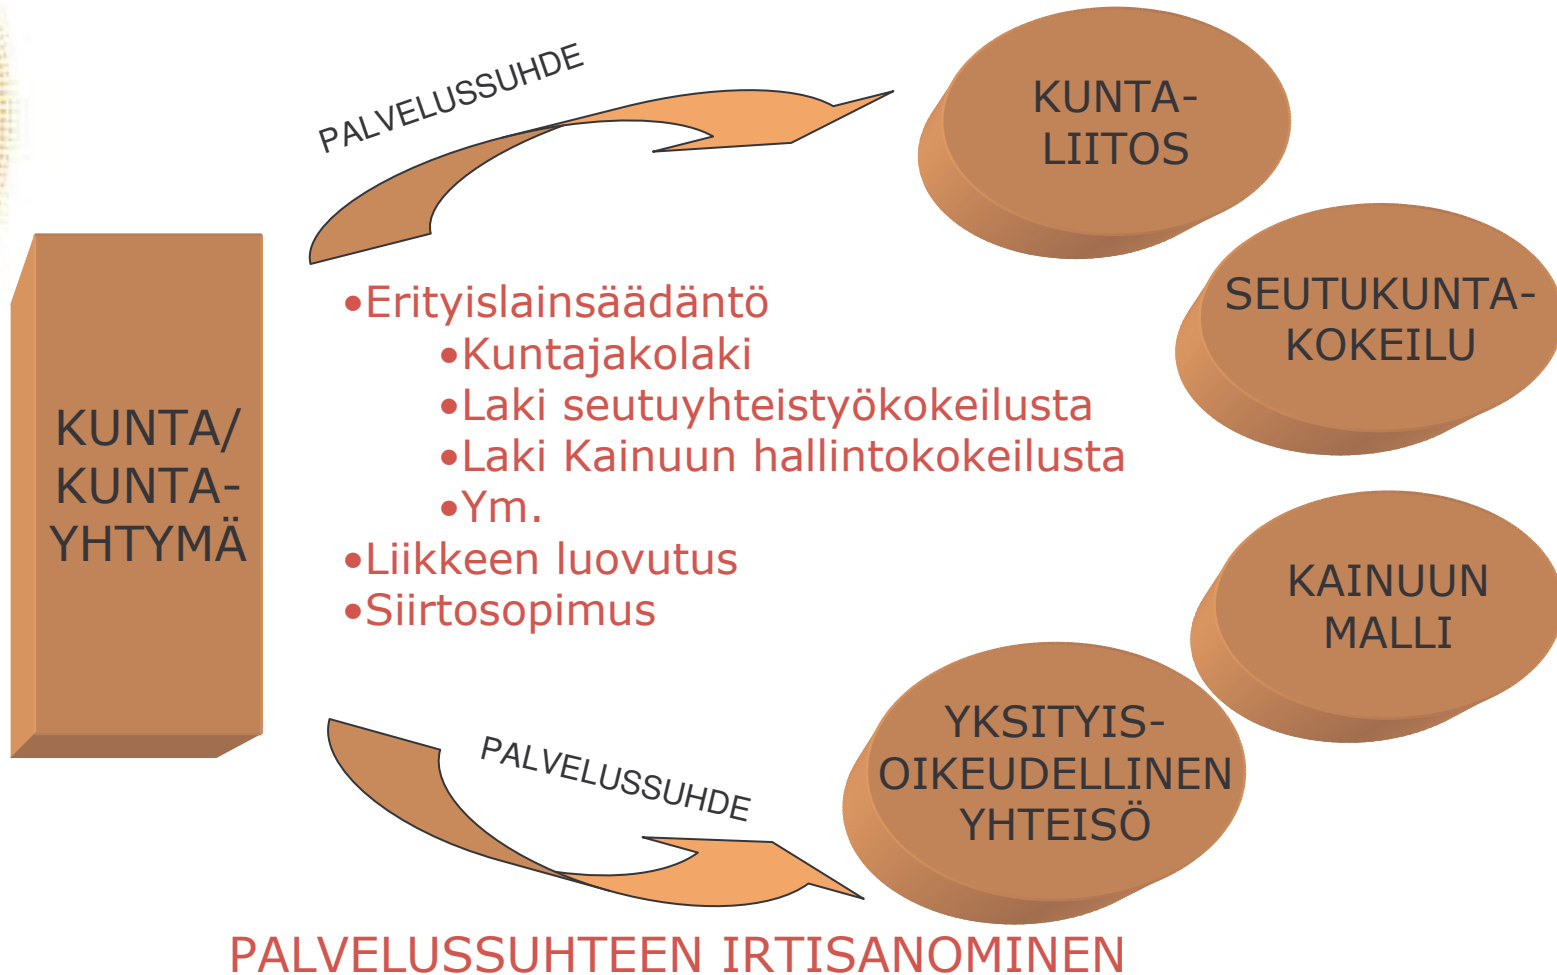 PALVELUSSUHDE
KUNTA-
LIITOS
SEUTUKUNTA-
KOKEILU
KUNTA/
KUNTA-
YHTYMÄ
•Erityislainsäädäntö
•Kuntajakolaki
•Laki seutuyhteistyökokeilusta
•Laki Kainuun hallintokokeilusta
•Ym.
•Liikkeen luovutus
•Siirtosopimus
KAINUUN
MALLI
YKSITYIS-
OIKEUDELLINEN
YHTEISÖ
PALVELUSSUHDE
PALVELUSSUHTEEN IRTISANOMINEN